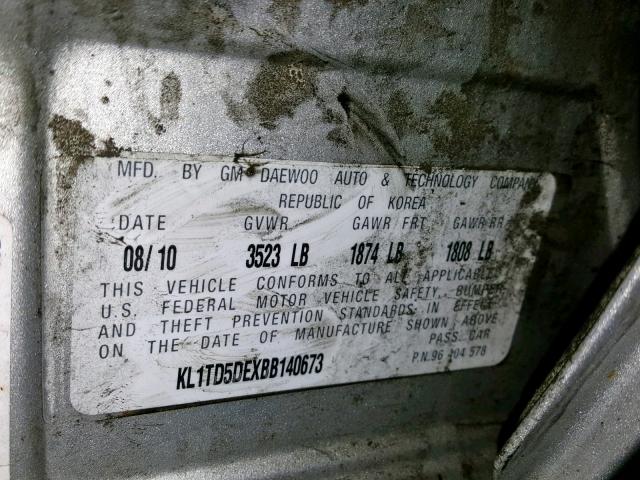 MFD. BY GM DAEWOO AUTO & TECHNOLOGY COMPANY
REPUBLIC OF KOREA
DATE GVWR GAWR FRT GAWR RR
08/10 3523 LB 1874 LB 1808 LB
THIS VEHICLE CONFORMS TO ALL APPLICABLE
U.S. FEDERAL MOTOR VEHICLE SAFETY, BUMPER
AND THEFT PREVENTION STANDARDS IN EFFECT
ON THE DATE OF MANUFACTURE SHOWN ABOVE
PASS CAR
KL1TD5DEXBB140673
P.N.96 404 578